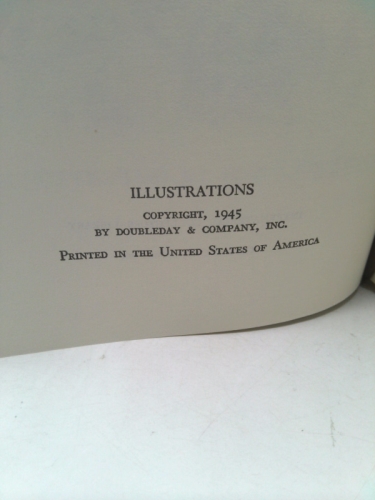 ILLUSTRATIONS
COPYRIGHT, 1945
BY DOUBLEDAY & COMPANY, INC.
PRINTED IN THE UNITED STATES OF AMERICA